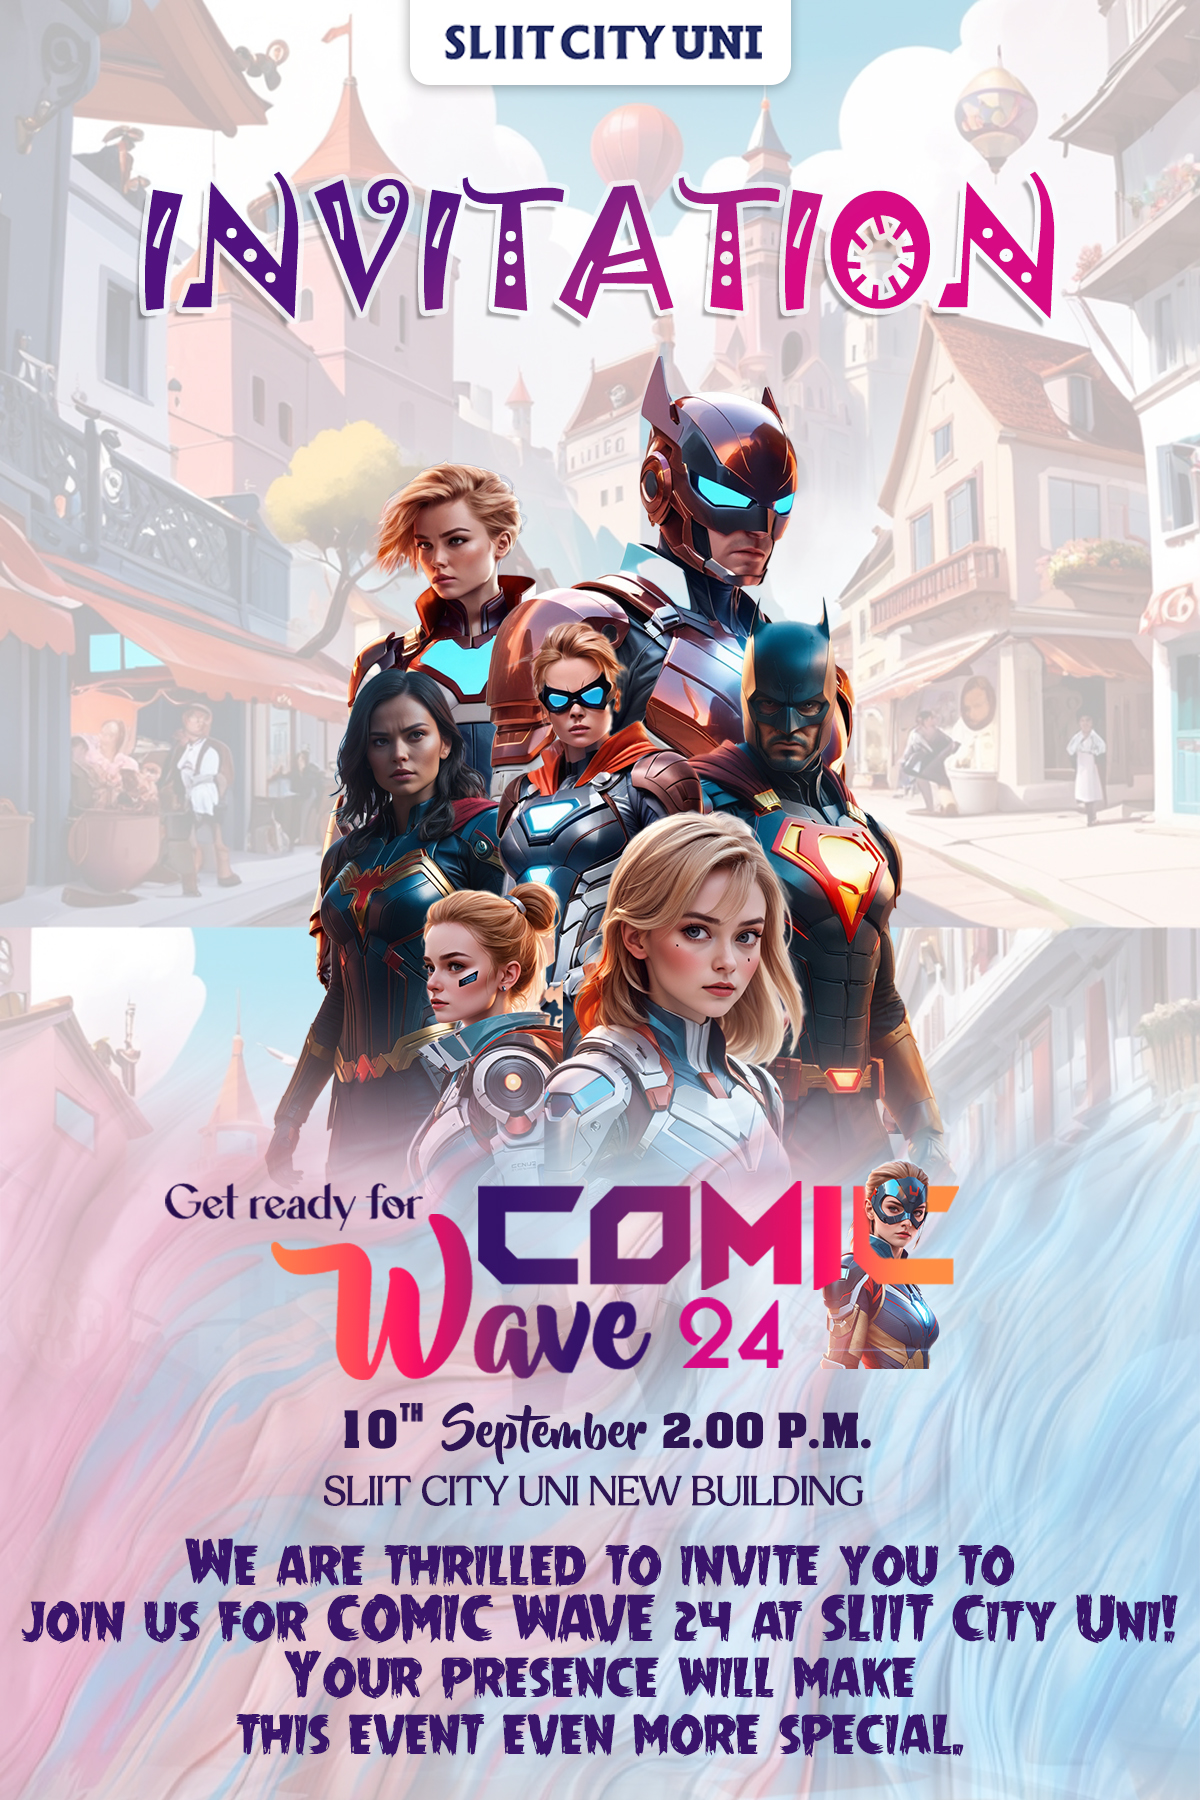 SLIIT CITY UNI
INVITATION
Get ready for
COMIC
Wave 24
10TH September 2.00 P.M.
SLIIT CITY UNI NEW BUILDING
WE ARE THRILLED TO INVITE YOU TO
JOIN US FOR COMIC WAVE 24 AT SLIIT CITY UNI!
YOUR PRESENCE WILL MAKE
THIS EVENT EVEN MORE SPECIAL.